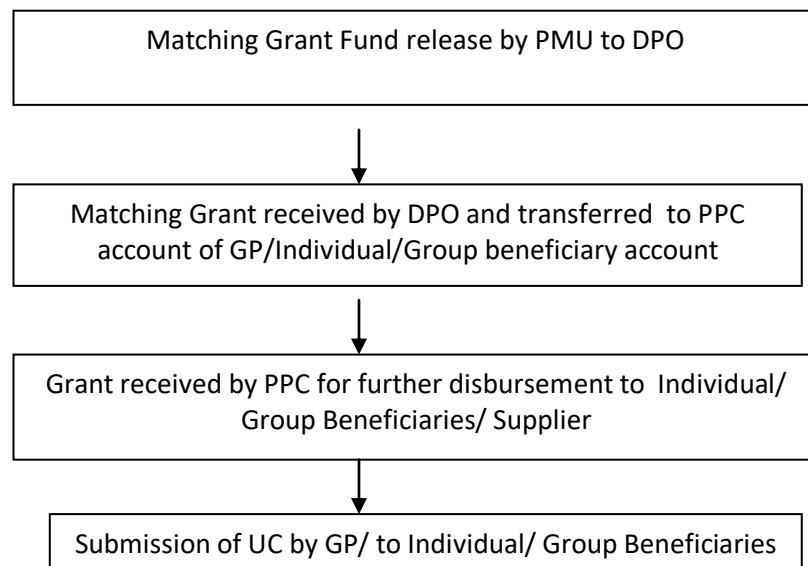 Matching Grant Fund release by PMU to DPO
Matching Grant received by DPO and transferred to PPC
account of GP/Individual/Group beneficiary account
Grant received by PPC for further disbursement to Individual/
Group Beneficiaries/ Supplier
Submission of UC by GP/ to Individual/ Group Beneficiaries